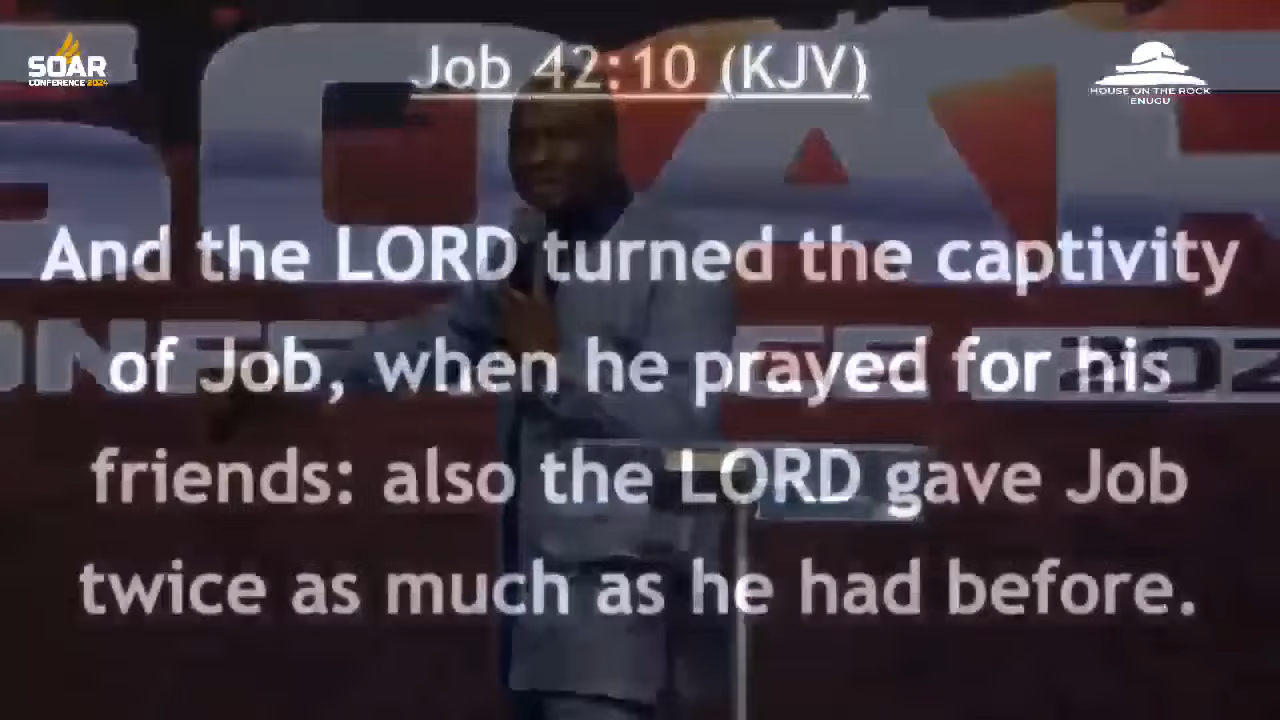 SOAR
CONFERENCE 2024
Job 42:10 (KJV)
HOUSE ON THE ROCK
ENUGU
And the LORD turned the captivity
of Job, when he prayed for his
friends: also the LORD gave Job
twice as much as he had before.